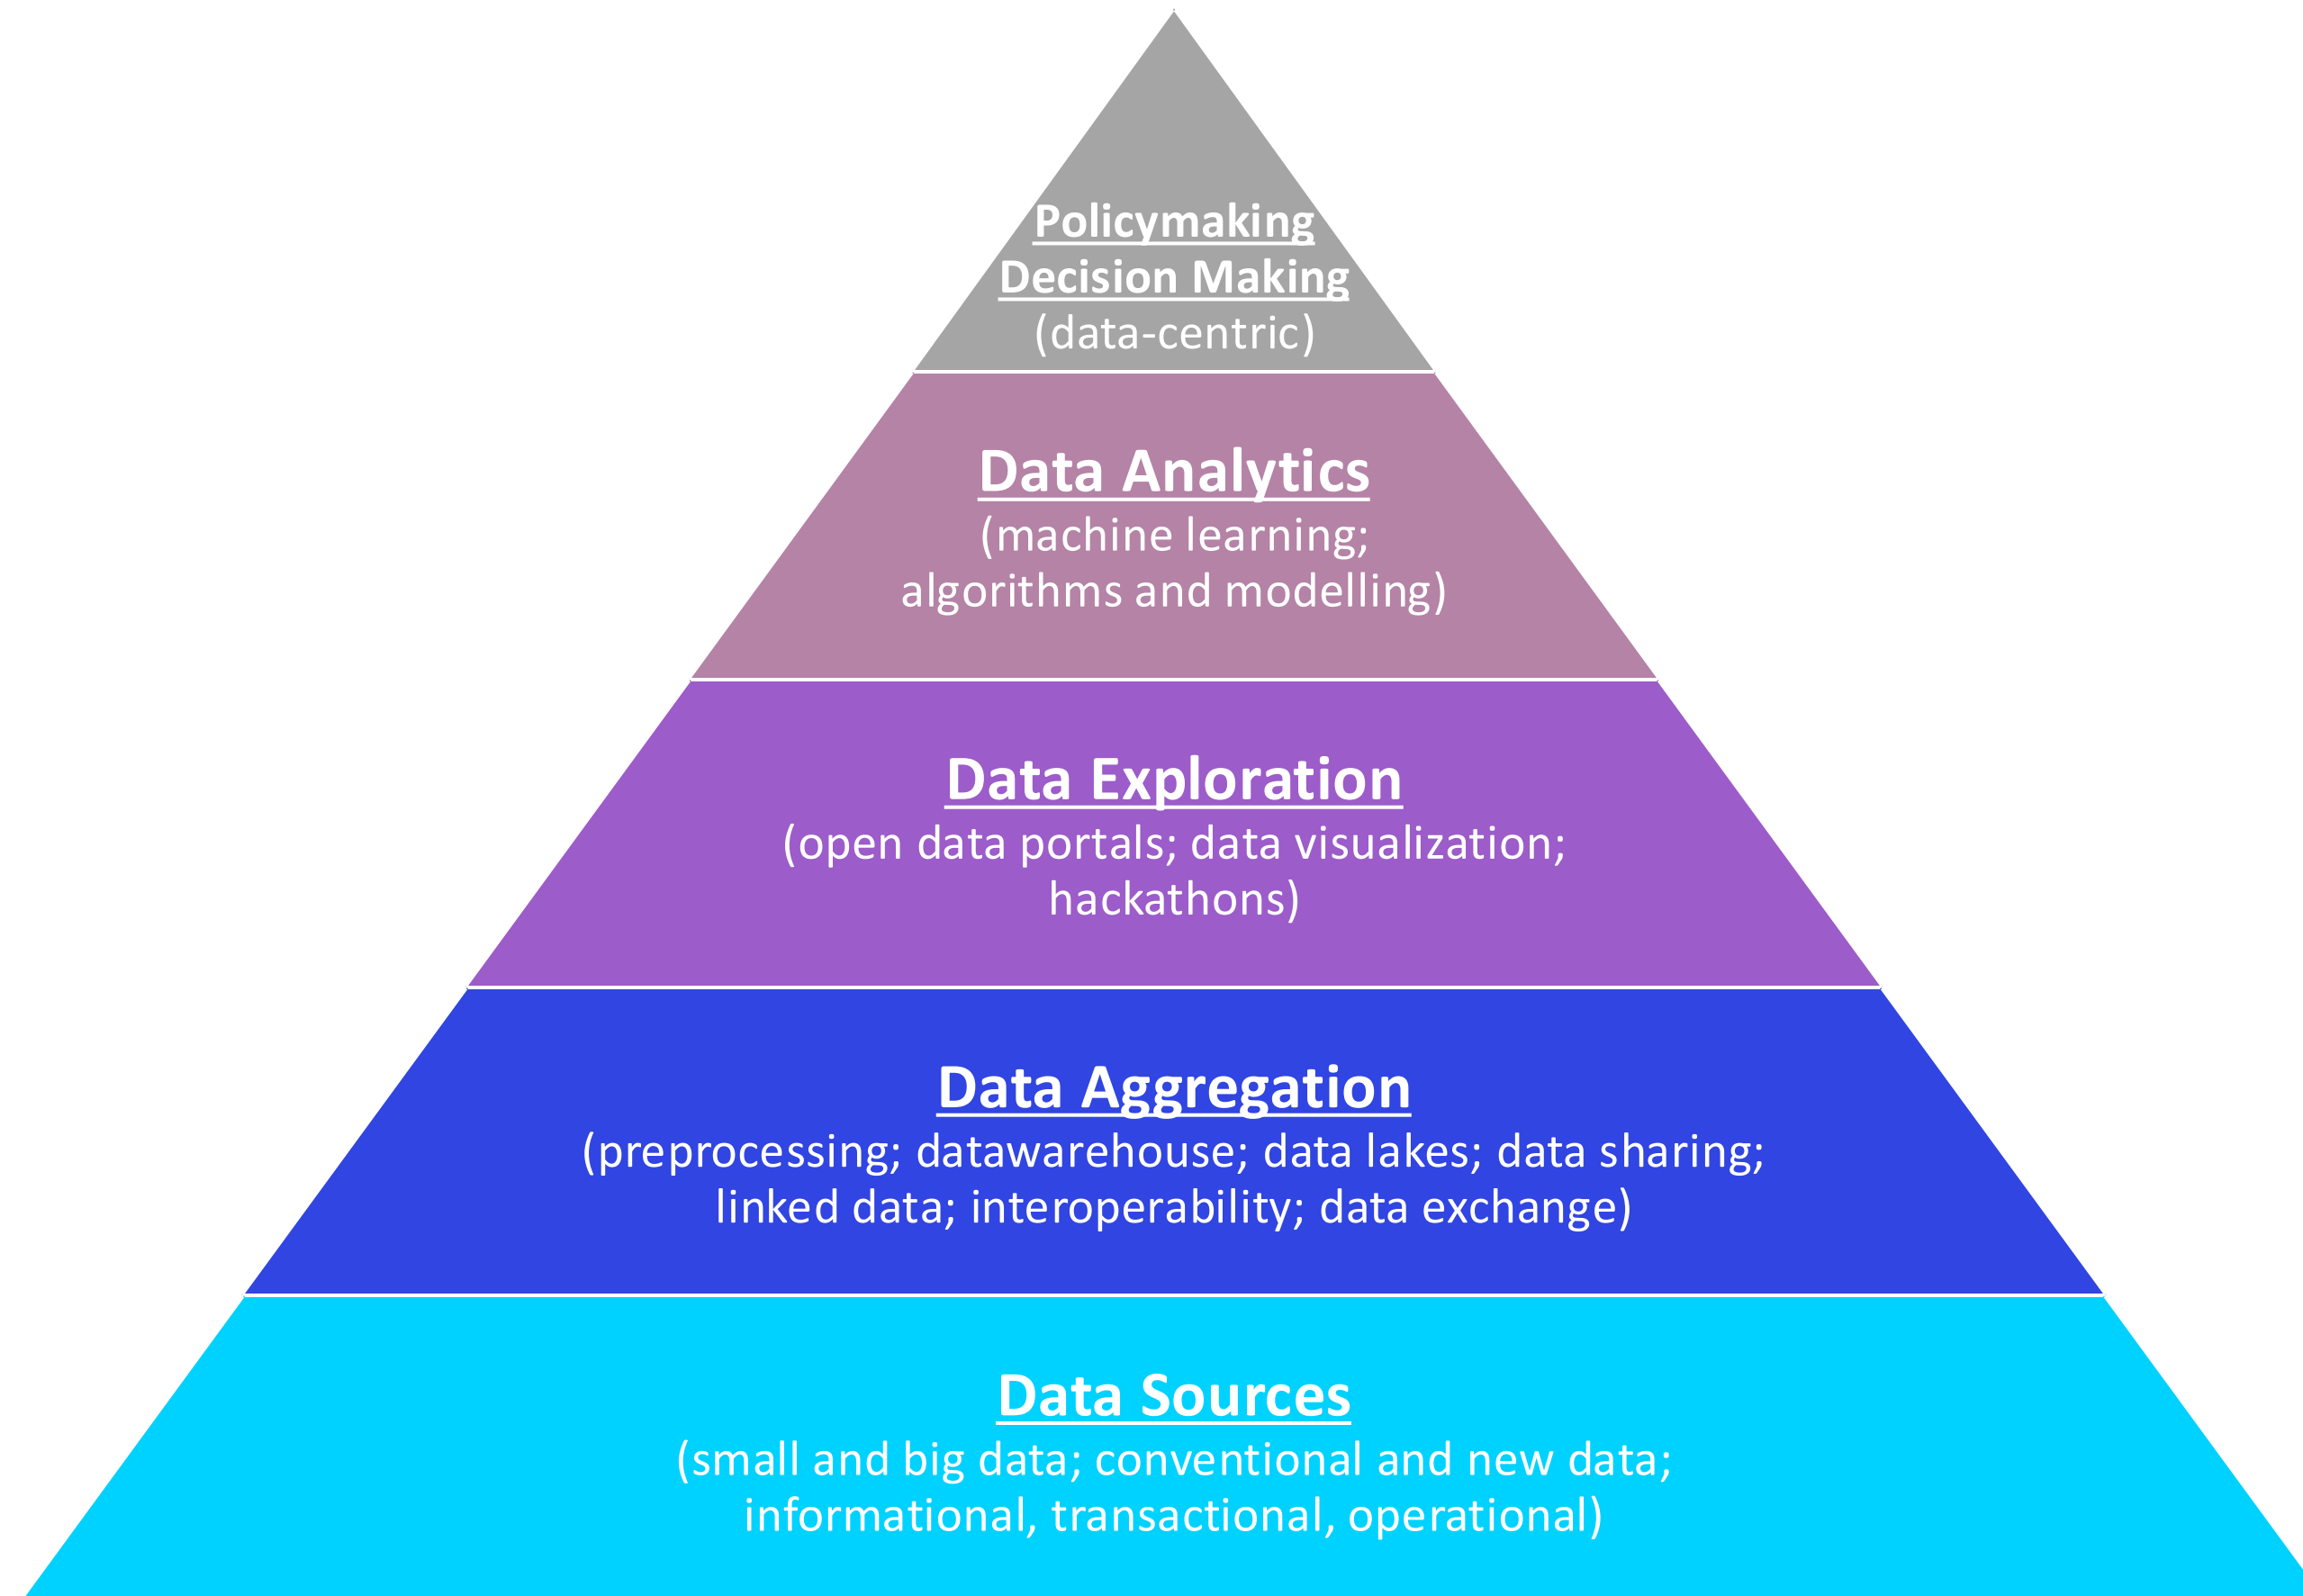 Policymaking
Decision Making
(data-centric)
Data Analytics
(machine learning;
algorithms and modelling)
Data Exploration
(open data portals; data visualization;
hackathons)
Data Aggregation
(preprocessing; datawarehouse; data lakes; data sharing;
linked data; interoperability; data exchange)
Data Sources
(small and big data; conventional and new data;
informational, transactional, operational)